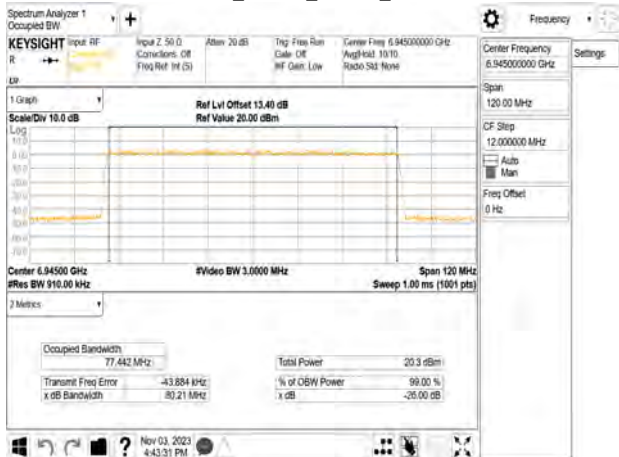 Spectrum Analyzer 1
Occupied BW
Frequency
KEYSIGHT
Input: RF
Input Z: 50 Ω
Corrections: Off
Freq Ref: Int (S)
Atten: 20 dB
Trig: Free Run
Gate: Off
#IF Gain: Low
Center Freq: 6.945000000 GHz
Avg|Hold: 10/10
Radio Std: None
R
Center Frequency
6.945000000 GHz
Settings
Span
120.00 MHz
CF Step
12.000000 MHz
Auto
Man
Freq Offset
0 Hz
1 Graph
Scale/Div 10.0 dB
Ref Lvl Offset 13.40 dB
Ref Value 20.00 dBm
Log
Center 6.94500 GHz
#Video BW 3.0000 MHz
Span 120 MHz
#Res BW 910.00 kHz
Sweep 1.00 ms (1001 pts)
2 Metrics
Occupied Bandwidth
77.442 MHz
Total Power
20.3 dBm
Transmit Freq Error
-43.884 kHz
% of OBW Power
99.00 %
x dB Bandwidth
80.21 MHz
x dB
-26.00 dB
?
Nov 03, 2023
4:43:31 PM